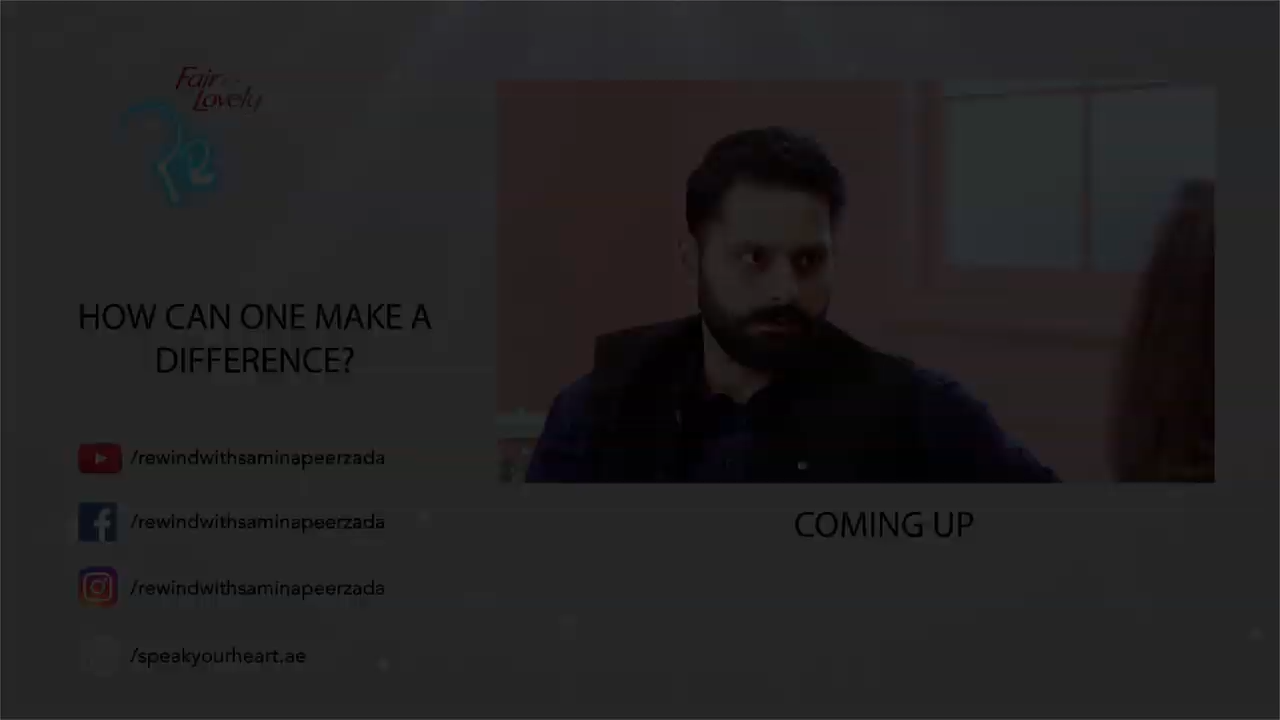 Fair &
Lovely
HOW CAN ONE MAKE A
DIFFERENCE?
/rewindwithsaminapeerzada
/rewindwithsaminapeerzada
/rewindwithsaminapeerzada
/speakyourheart.ae
COMING UP